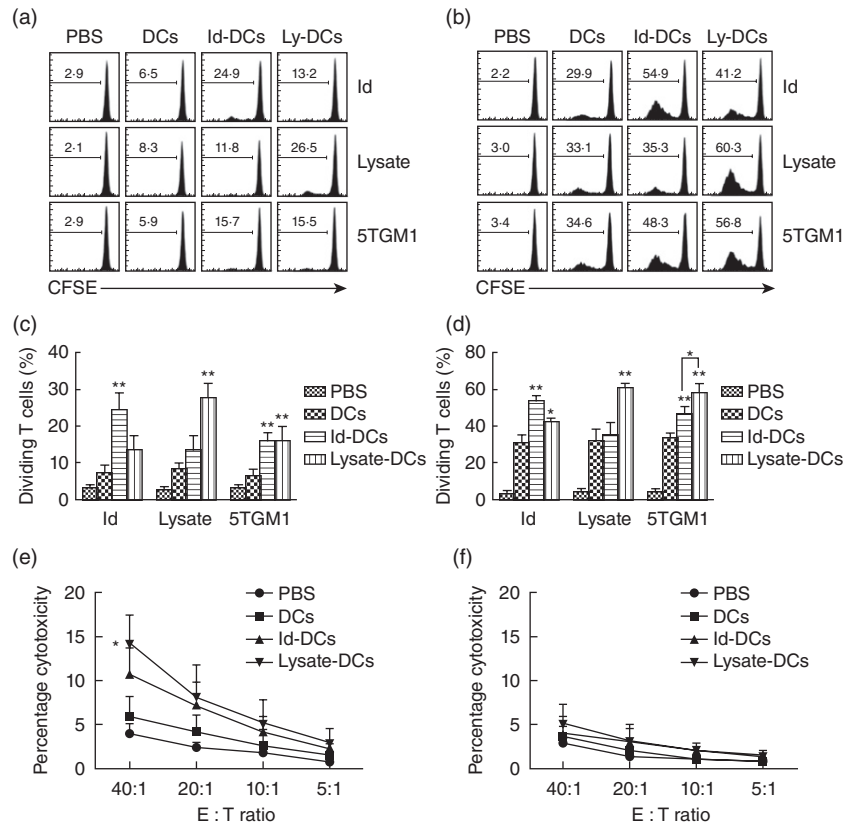 (a)
PBS DCs Id-DCs Ly-DCs
2·9 6·5 24·9 13·2 Id
2·1 8·3 11·8 26·5 Lysate
2·9 5·9 15·7 15·5 5TGM1
CFSE
(b)
PBS DCs Id-DCs Ly-DCs
2·2 29·9 54·9 41·2 Id
3·0 33·1 35·3 60·3 Lysate
3·4 34·6 48·3 56·8 5TGM1
CFSE
(c)
Dividing T cells (%)
40
30
20
10
0
** ** ** **
Id Lysate 5TGM1
PBS
DCs
Id-DCs
Lysate-DCs
(d)
Dividing T cells (%)
80
60
40
20
0
** * ** ** * **
Id Lysate 5TGM1
PBS
DCs
Id-DCs
Lysate-DCs
(e)
Percentage cytotoxicity
20
15
10
5
0
*
40:1 20:1 10:1 5:1
E : T ratio
PBS
DCs
Id-DCs
Lysate-DCs
(f)
Percentage cytotoxicity
20
15
10
5
0
40:1 20:1 10:1 5:1
E : T ratio
PBS
DCs
Id-DCs
Lysate-DCs